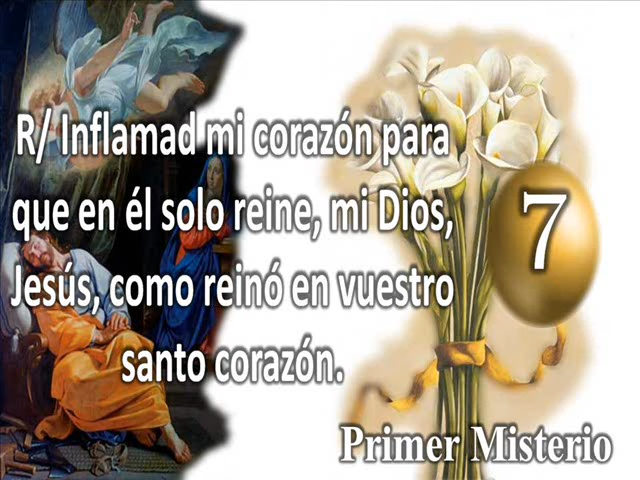 R/ Inflamad mi corazón para
que en él solo reine, mi Dios,
Jesús, como reinó en vuestro
santo corazón.
7
Primer Misterio